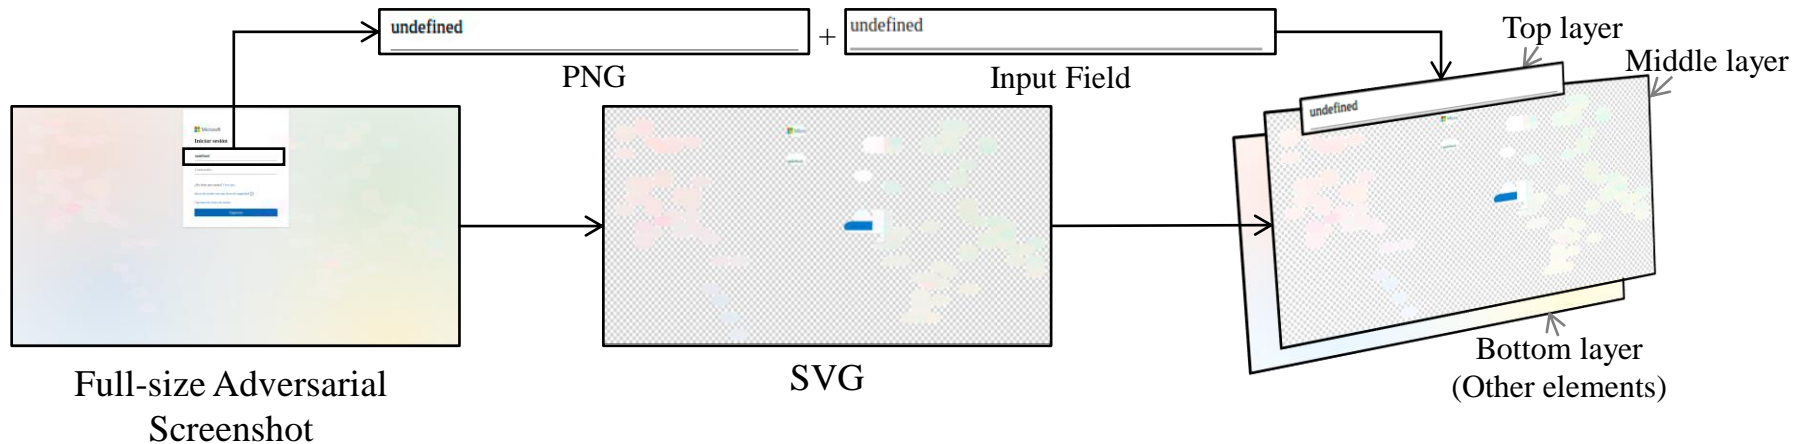 undefined
+
undefined
Top layer
Middle layer
PNG
Input Field
undefined
Microsoft
Iniciar sesión
undefined
Siguiente
Full-size Adversarial
Screenshot
SVG
Bottom layer
(Other elements)